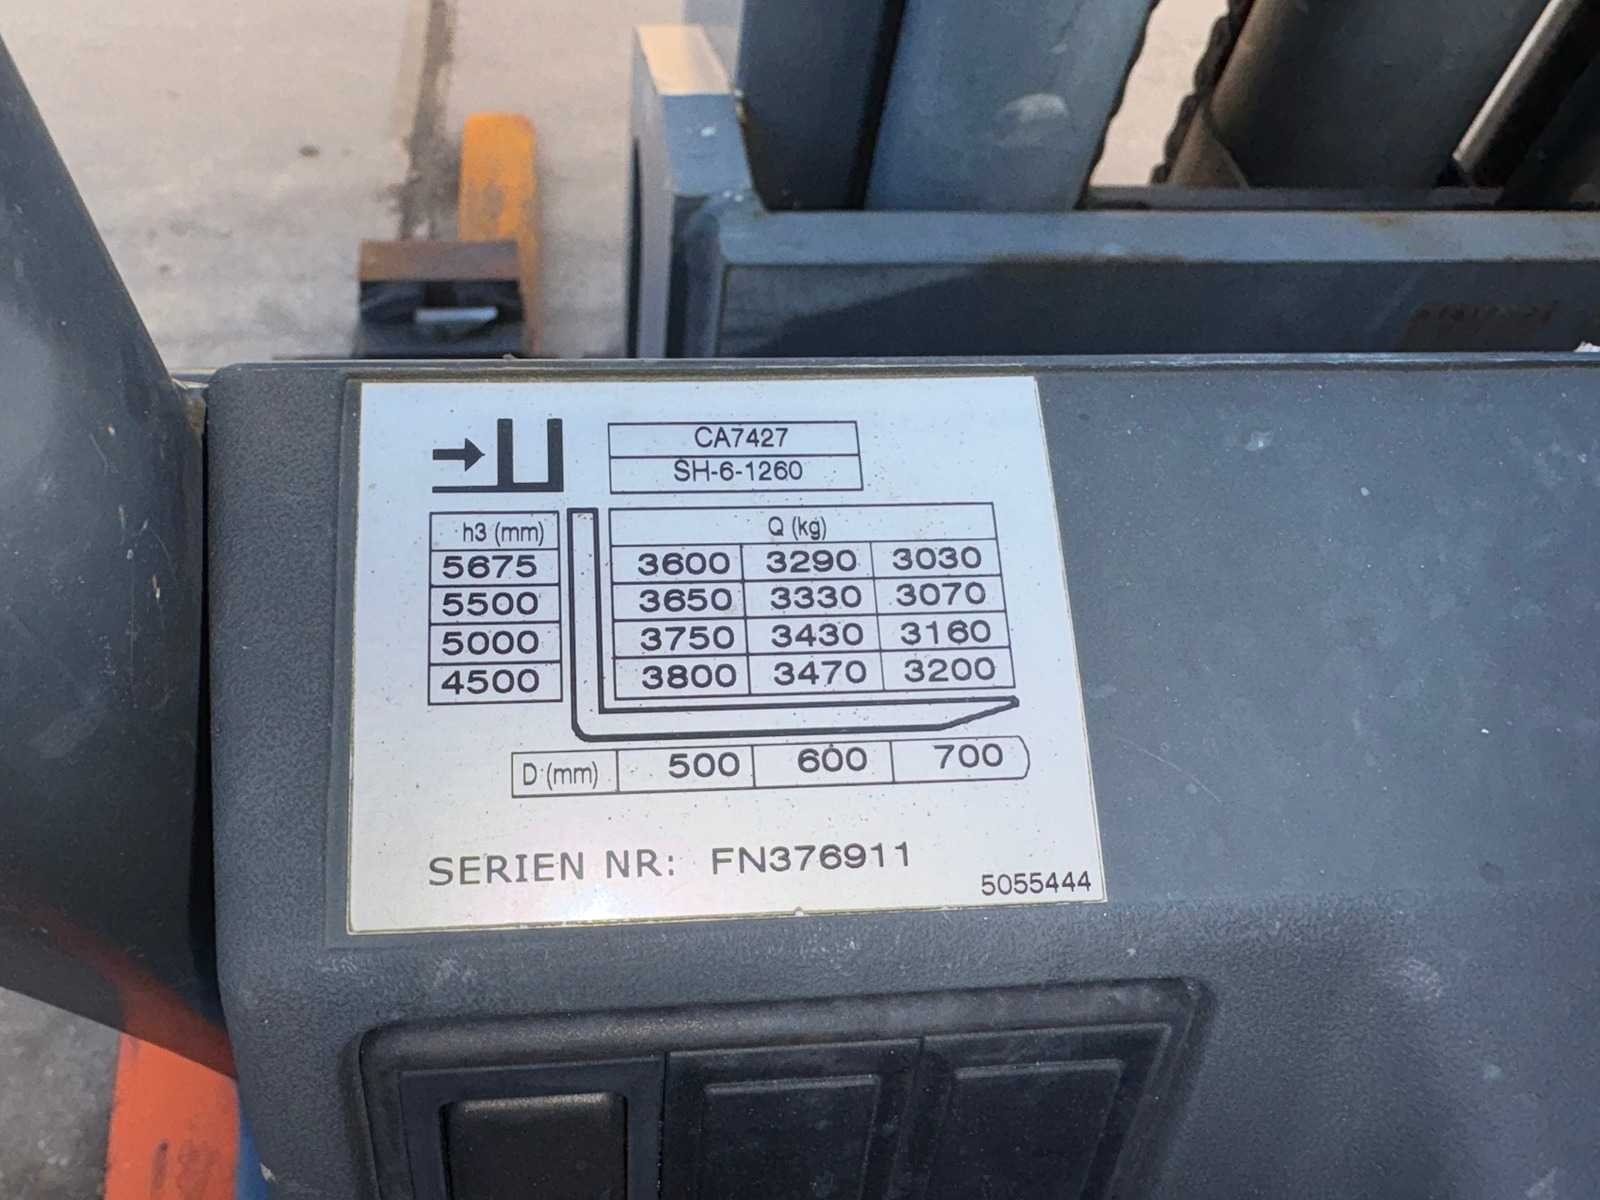 CA7427
SH-6-1260
h3 (mm) Q (kg)
5675 3600 3290 3030
5500 3650 3330 3070
5000 3750 3430 3160
4500 3800 3470 3200
D (mm) 500 600 700
SERIEN NR: FN376911
5055444